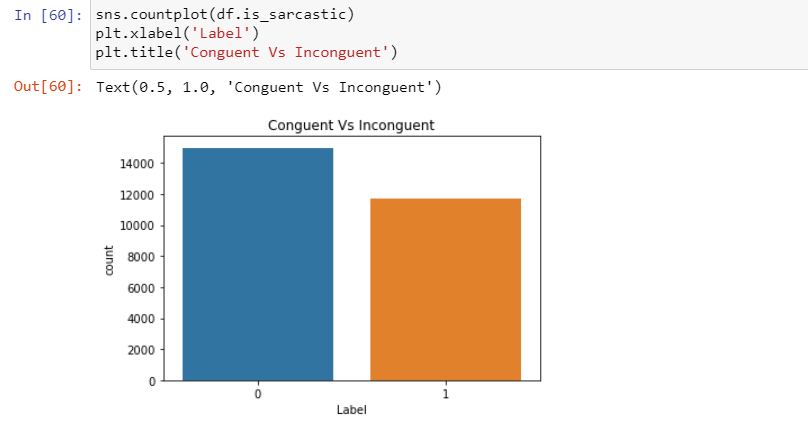 In [60]: sns.countplot(df.is_sarcastic)
plt.xlabel('Label')
plt.title('Conguent Vs Inconguent')
Out[60]: Text(0.5, 1.0, 'Conguent Vs Inconguent')
Conguent Vs Inconguent
14000
12000
10000
8000
6000
4000
2000
0
count
0 1
Label